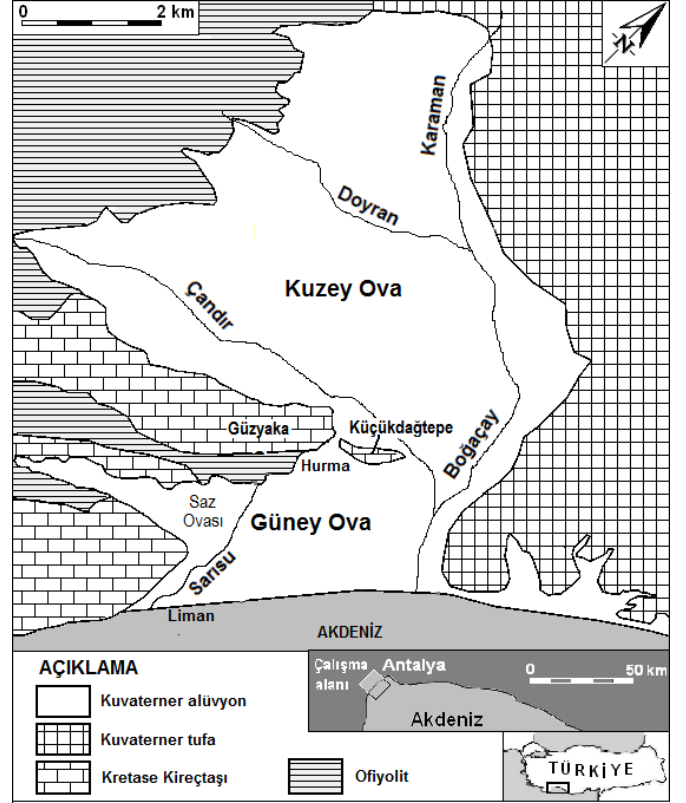 0 2 km
N
Karaman
Doyran
Kuzey Ova
Çandır
Güzyaka
Küçükdağtepe
Boğaçay
Hurma
Saz
Ovası
Güney Ova
Sarısu
Liman
AKDENİZ
AÇIKLAMA
Kuvaterner alüvyon
Kuvaterner tufa
Kretase Kireçtaşı
Ofiyolit
Çalışma
alanı
Antalya
0 50 km
Akdeniz
TÜRKİYE